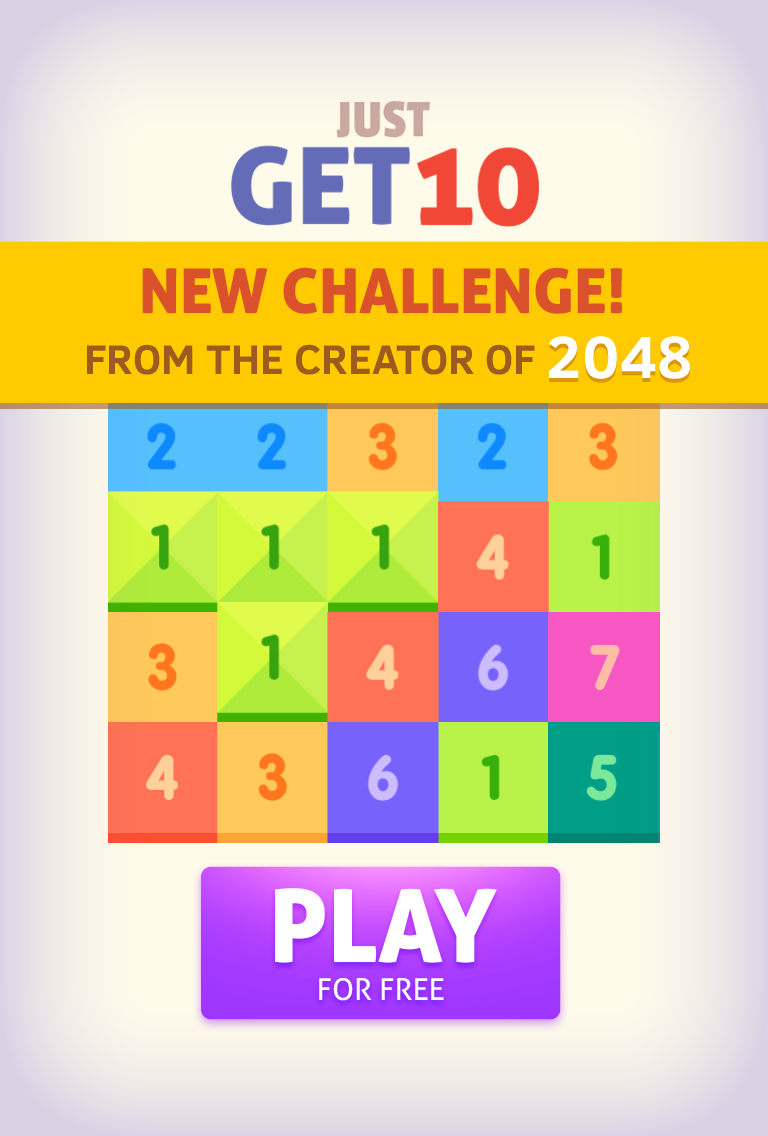 JUST
GET10
NEW CHALLENGE!
FROM THE CREATOR OF 2048
2 2 3 2 3
1 1 1 4 1
3 1 4 6 7
4 3 6 1 5
PLAY
FOR FREE